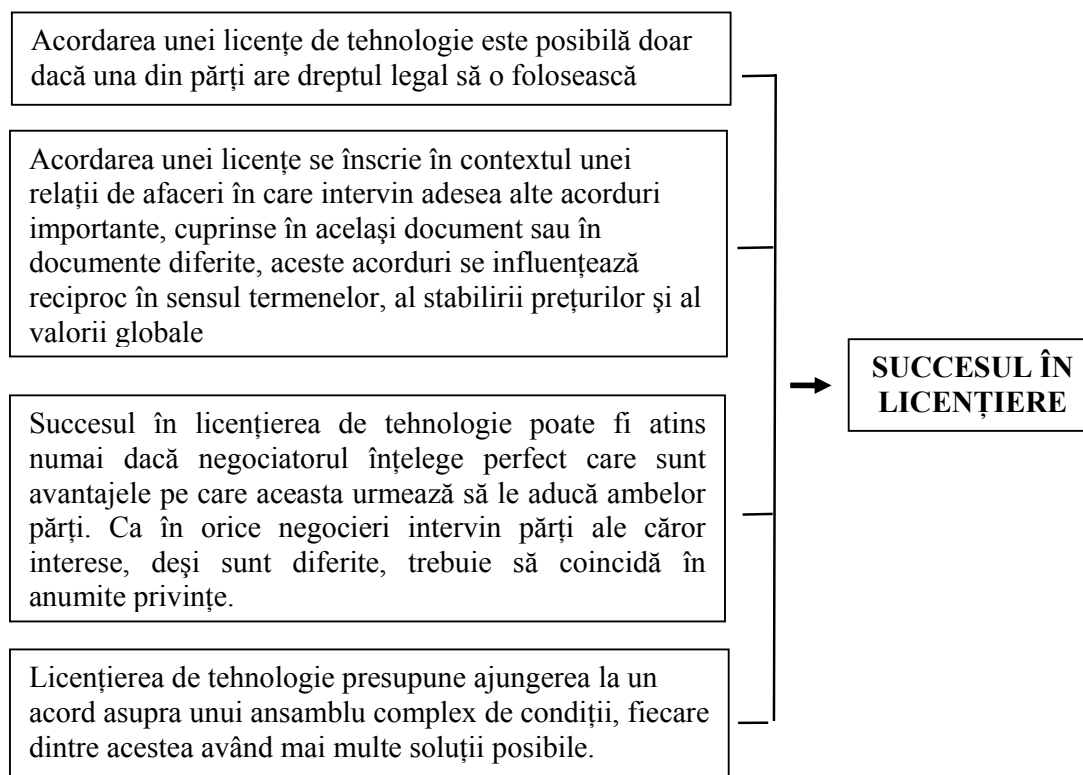 Acordarea unei licențe de tehnologie este posibilă doar
dacă una din părți are dreptul legal să o folosească
Acordarea unei licențe se înscrie în contextul unei
relații de afaceri în care intervin adesea alte acorduri
importante, cuprinse în același document sau în
documente diferite, aceste acorduri se influențează
reciproc în sensul termenelor, al stabilirii prețurilor şi al
valorii globale
Succesul în licențierea de tehnologie poate fi atins
numai dacă negociatorul înțelege perfect care sunt
avantajele pe care aceasta urmează să le aducă ambelor
părți. Ca în orice negocieri intervin părți ale căror
interese, deşi sunt diferite, trebuie să coincidă în
anumite privințe.
Licențierea de tehnologie presupune ajungerea la un
acord asupra unui ansamblu complex de condiții, fiecare
dintre acestea având mai multe soluții posibile.
SUCCESUL ÎN
LICENȚIERE